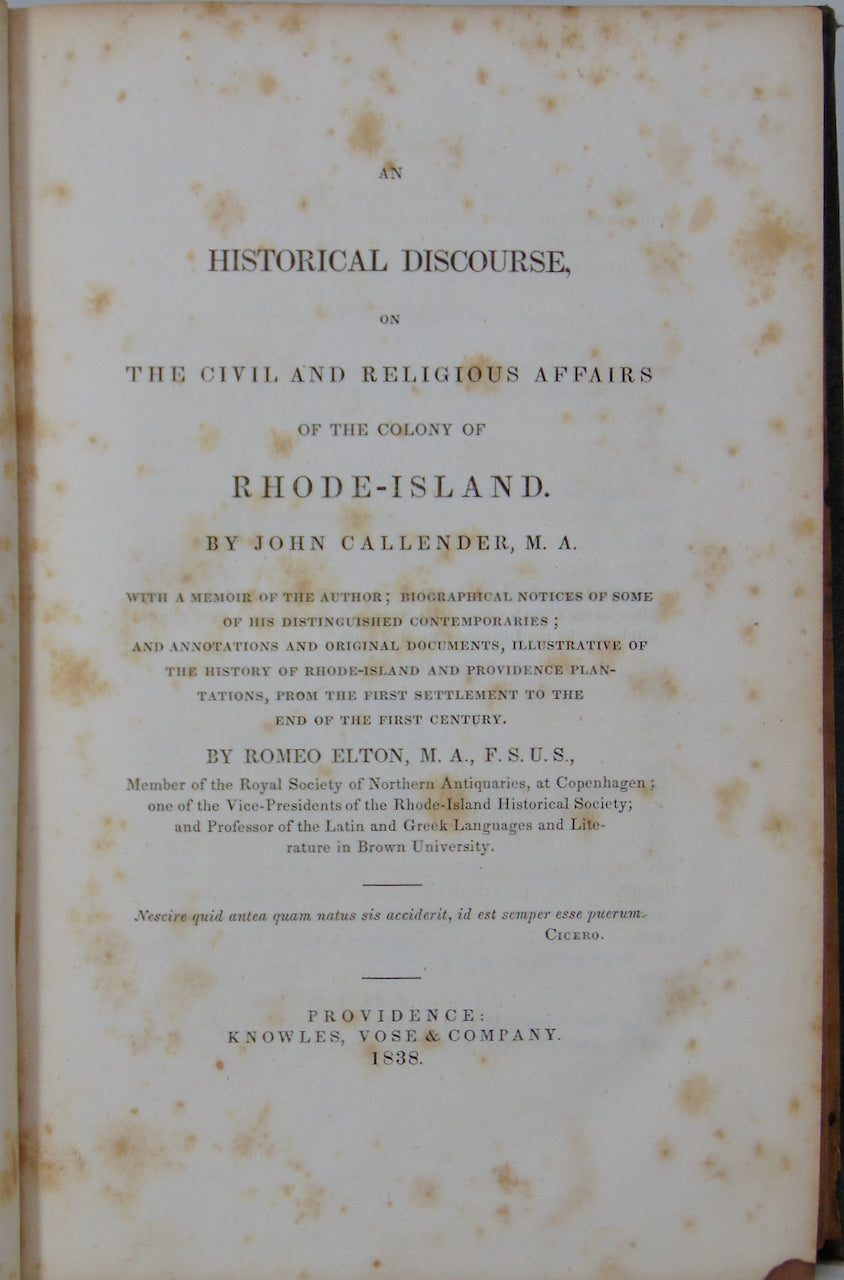 AN
HISTORICAL DISCOURSE,
ON
THE CIVIL AND RELIGIOUS AFFAIRS
OF THE COLONY OF
RHODE-ISLAND.
BY JOHN CALLENDER, M. A.
WITH A MEMOIR OF THE AUTHOR; BIOGRAPHICAL NOTICES OF SOME
OF HIS DISTINGUISHED CONTEMPORARIES;
AND ANNOTATIONS AND ORIGINAL DOCUMENTS, ILLUSTRATIVE OF
THE HISTORY OF RHODE-ISLAND AND PROVIDENCE PLAN-
TATIONS, FROM THE FIRST SETTLEMENT TO THE
END OF THE FIRST CENTURY.
BY ROMEO ELTON, M. A., F. S. U. S.,
Member of the Royal Society of Northern Antiquaries, at Copenhagen;
one of the Vice-Presidents of the Rhode-Island Historical Society;
and Professor of the Latin and Greek Languages and Lite-
rature in Brown University.
Nescire quid antea quam natus sis acciderit, id est semper esse puerum.
CICERO.
PROVIDENCE:
KNOWLES, VOSE & COMPANY.
1838.